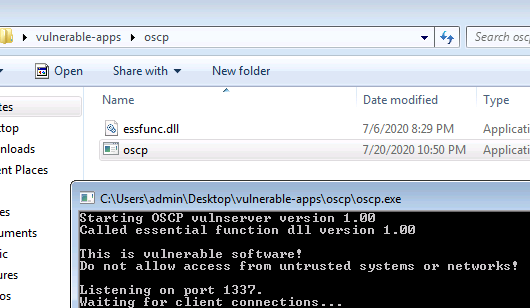 vulnerable-apps oscp Search osc
Open Share with New folder
Name Date modified Type
essfunc.dll 7/6/2020 8:29 PM Applicati
oscp 7/20/2020 10:50 PM Applicati
tes
ktop
nloads
ent Places
uments
ic
ires
os
C:\Users\admin\Desktop\vulnerable-apps\oscp\oscp.exe
Starting OSCP vulnserver version 1.00
Called essential function dll version 1.00
This is vulnerable software!
Do not allow access from untrusted systems or networks!
Listening on port 1337.
Waiting for client connections...